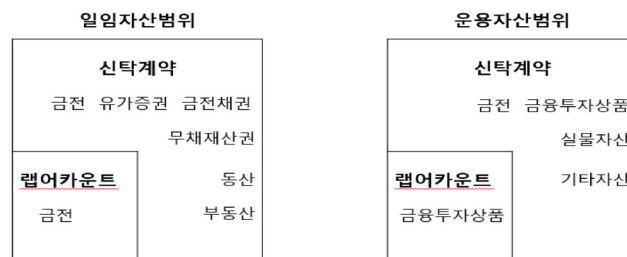 일임자산범위
신탁계약
금전 유가증권 금전채권
무채재산권
랩어카운트 동산
금전 부동산
운용자산범위
신탁계약
금전 금융투자상품
실물자산
랩어카운트 기타자산
금융투자상품